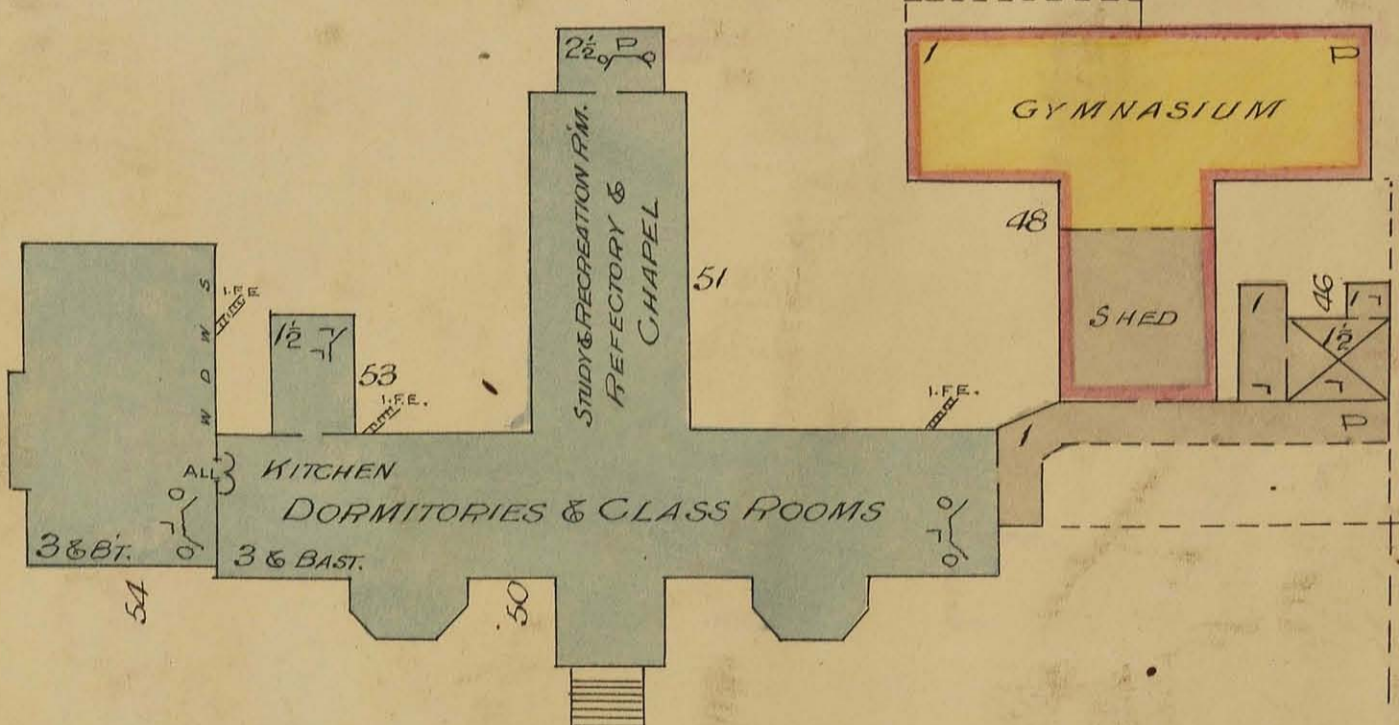 2½ P
1 P
GYMNASIUM
STUDY & RECREATION R'M.
REFECTORY &
CHAPEL
48
51
SHED
46
1
1
1½
W D W S
I.F.E
1½
53
I.F.E.
I.F.E.
1 P
ALL
KITCHEN
DORMITORIES & CLASS ROOMS
3 & B'T.
3 & BAST.
54
50